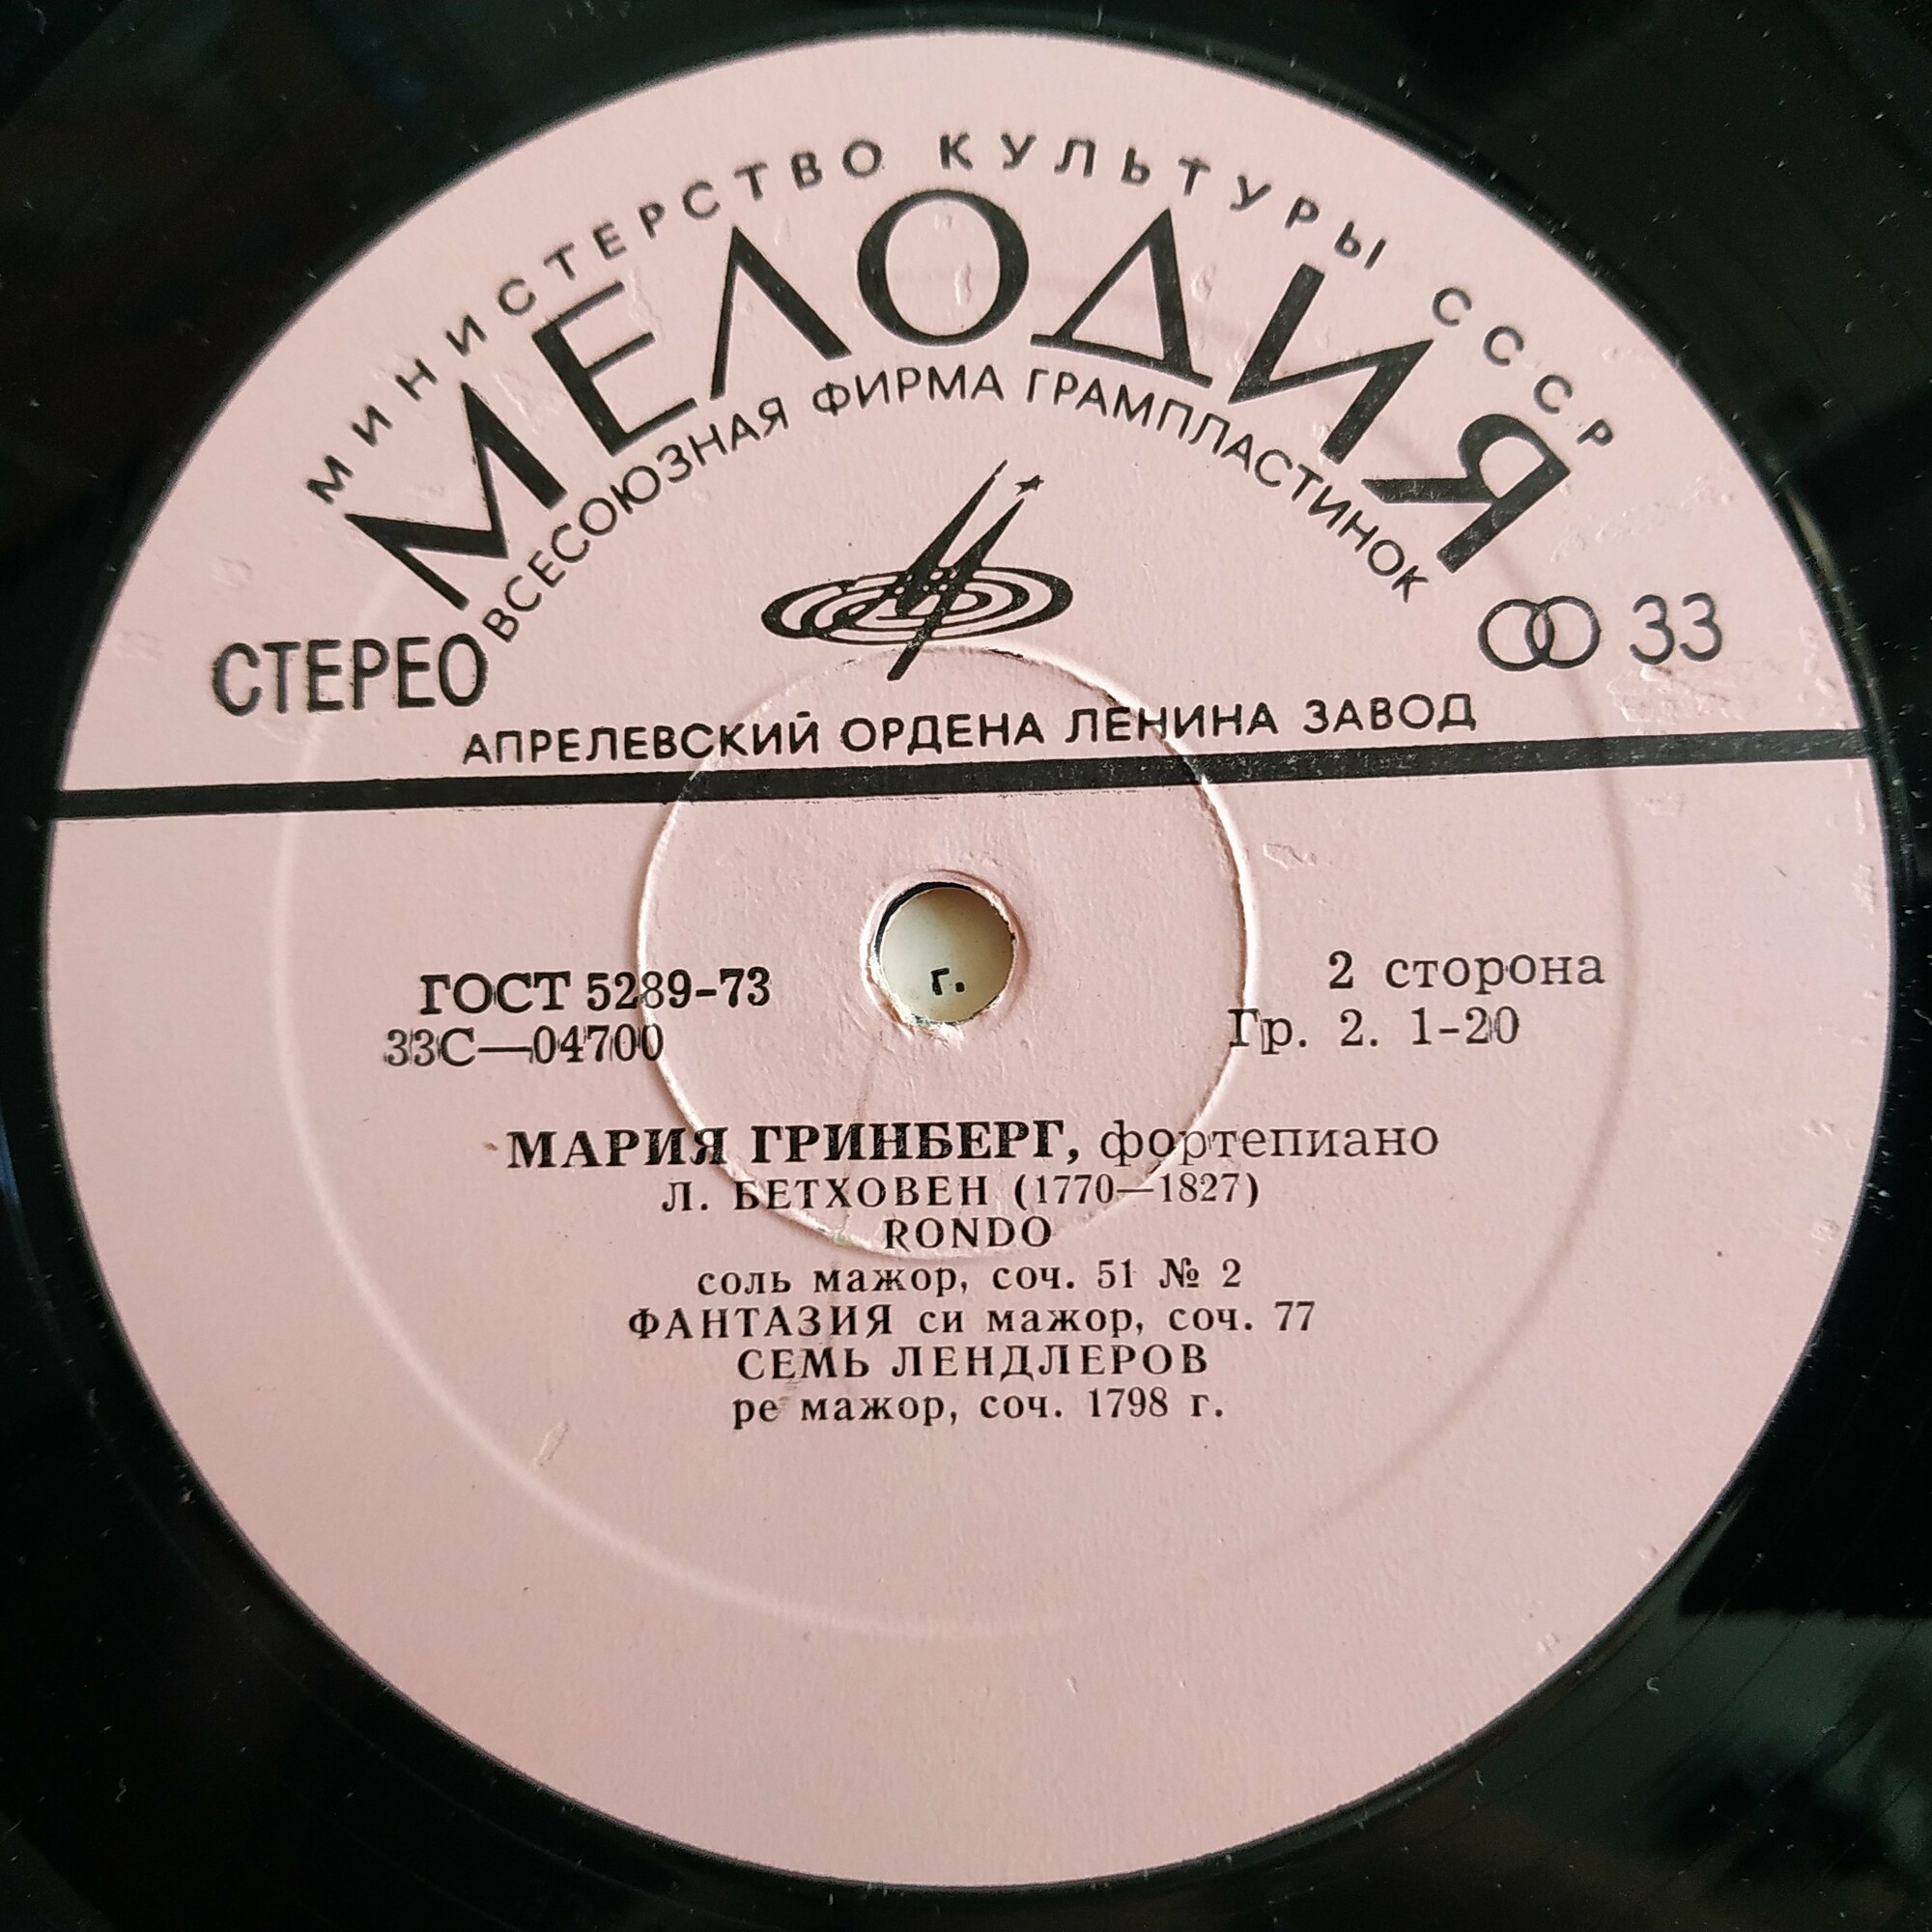 МИНИСТЕРСТВО КУЛЬТУРЫ СССР
МЕЛОДИЯ
ВСЕСОЮЗНАЯ ФИРМА ГРАМПЛАСТИНОК
СТЕРЕО
33
АПРЕЛЕВСКИЙ ОРДЕНА ЛЕНИНА ЗАВОД
г.
ГОСТ 5289-73
2 сторона
33С—04700
Гр. 2. 1-20
МАРИЯ ГРИНБЕРГ, фортепиано
Л. БЕТХОВЕН (1770—1827)
RONDO
соль мажор, соч. 51 № 2
ФАНТАЗИЯ си мажор, соч. 77
СЕМЬ ЛЕНДЛЕРОВ
ре мажор, соч. 1798 г.